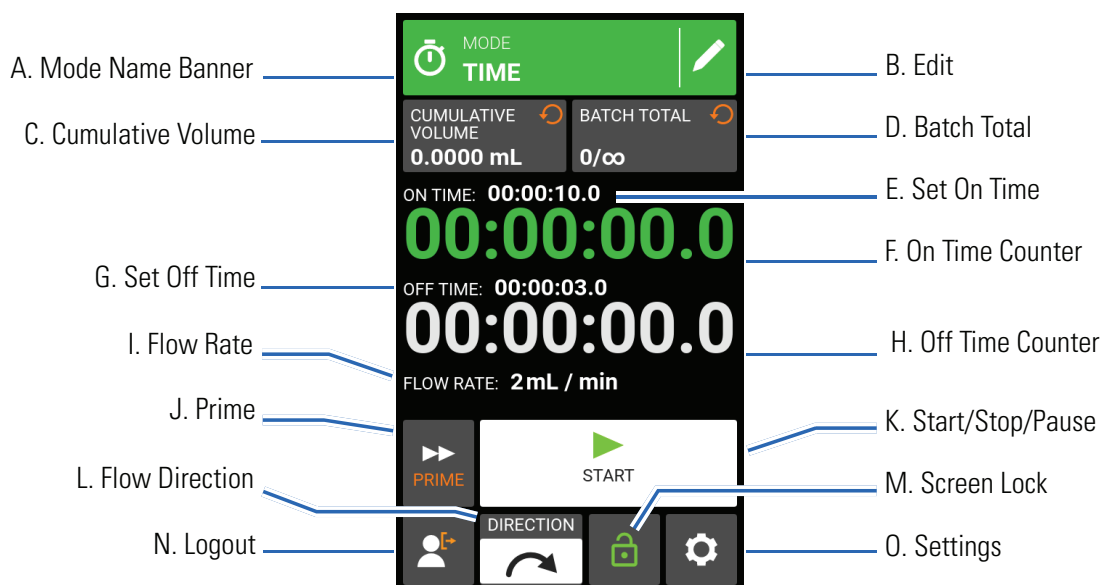 MODE
TIME
A. Mode Name Banner
B. Edit
CUMULATIVE
VOLUME
0.0000 mL
BATCH TOTAL
0/∞
C. Cumulative Volume
D. Batch Total
ON TIME: 00:00:10.0
E. Set On Time
00:00:00.0
F. On Time Counter
G. Set Off Time
OFF TIME: 00:00:03.0
00:00:00.0
H. Off Time Counter
I. Flow Rate
FLOW RATE: 2 mL / min
J. Prime
K. Start/Stop/Pause
PRIME
START
L. Flow Direction
M. Screen Lock
DIRECTION
N. Logout
O. Settings